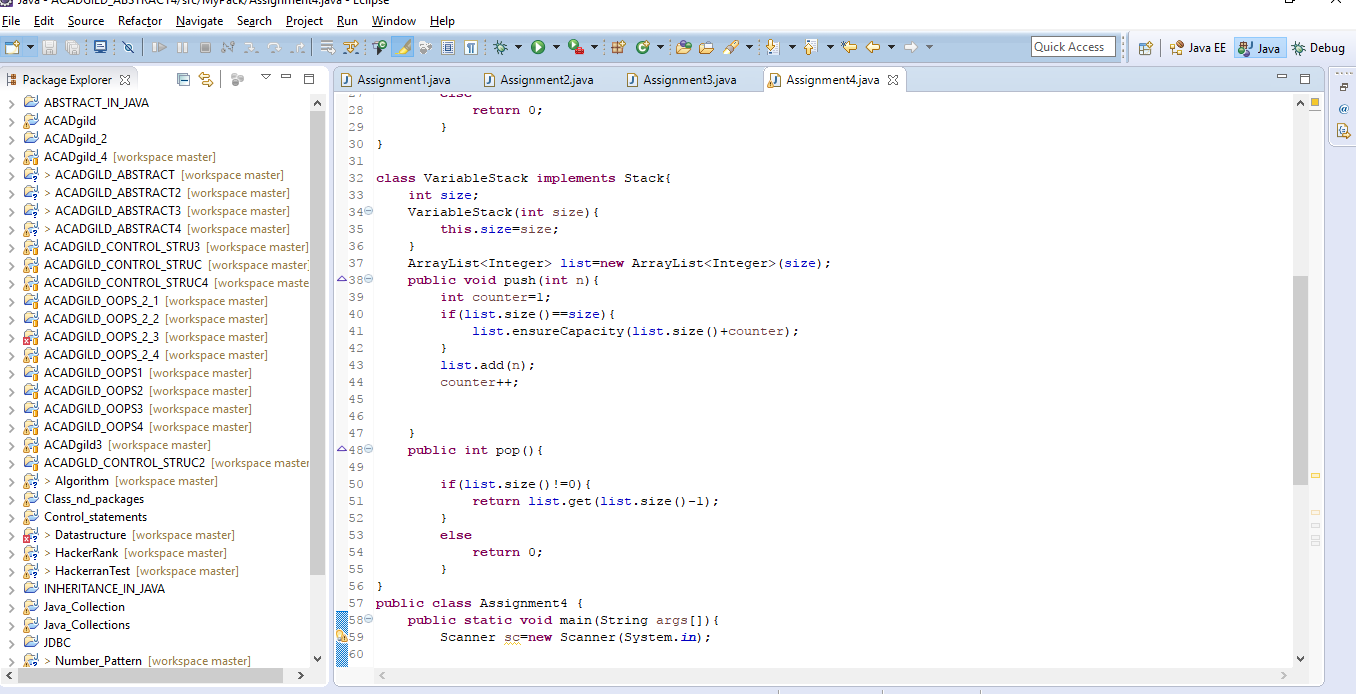 Java - ACADGILD_ABSTRACT4/src/MyPack/Assignment4.java - Eclipse
File Edit Source Refactor Navigate Search Project Run Window Help
Quick Access
Java EE
Java
Debug
Package Explorer
Assignment1.java
Assignment2.java
Assignment3.java
Assignment4.java
ABSTRACT_IN_JAVA
ACADgild
ACADgild_2
ACADgild_4 [workspace master]
> ACADGILD_ABSTRACT [workspace master]
> ACADGILD_ABSTRACT2 [workspace master]
> ACADGILD_ABSTRACT3 [workspace master]
> ACADGILD_ABSTRACT4 [workspace master]
ACADGILD_CONTROL_STRU3 [workspace master]
ACADGILD_CONTROL_STRUC [workspace master]
ACADGILD_CONTROL_STRUC4 [workspace maste
ACADGILD_OOPS_2_1 [workspace master]
ACADGILD_OOPS_2_2 [workspace master]
ACADGILD_OOPS_2_3 [workspace master]
ACADGILD_OOPS_2_4 [workspace master]
ACADGILD_OOPS1 [workspace master]
ACADGILD_OOPS2 [workspace master]
ACADGILD_OOPS3 [workspace master]
ACADGILD_OOPS4 [workspace master]
ACADgild3 [workspace master]
ACADGLD_CONTROL_STRUC2 [workspace master
> Algorithm [workspace master]
Class_nd_packages
Control_statements
> Datastructure [workspace master]
> HackerRank [workspace master]
> HackerranTest [workspace master]
INHERITANCE_IN_JAVA
Java_Collection
Java_Collections
JDBC
> Number_Pattern [workspace master]
27 else
28 return 0;
29 }
30 }
31
32 class VariableStack implements Stack{
33 int size;
34 VariableStack(int size){
35 this.size=size;
36 }
37 ArrayList<Integer> list=new ArrayList<Integer>(size);
38 public void push(int n){
39 int counter=1;
40 if(list.size()==size){
41 list.ensureCapacity(list.size()+counter);
42 }
43 list.add(n);
44 counter++;
45
46
47 }
48 public int pop(){
49
50 if(list.size()!=0){
51 return list.get(list.size()-1);
52 }
53 else
54 return 0;
55 }
56 }
57 public class Assignment4 {
58 public static void main(String args[]){
59 Scanner sc=new Scanner(System.in);
60